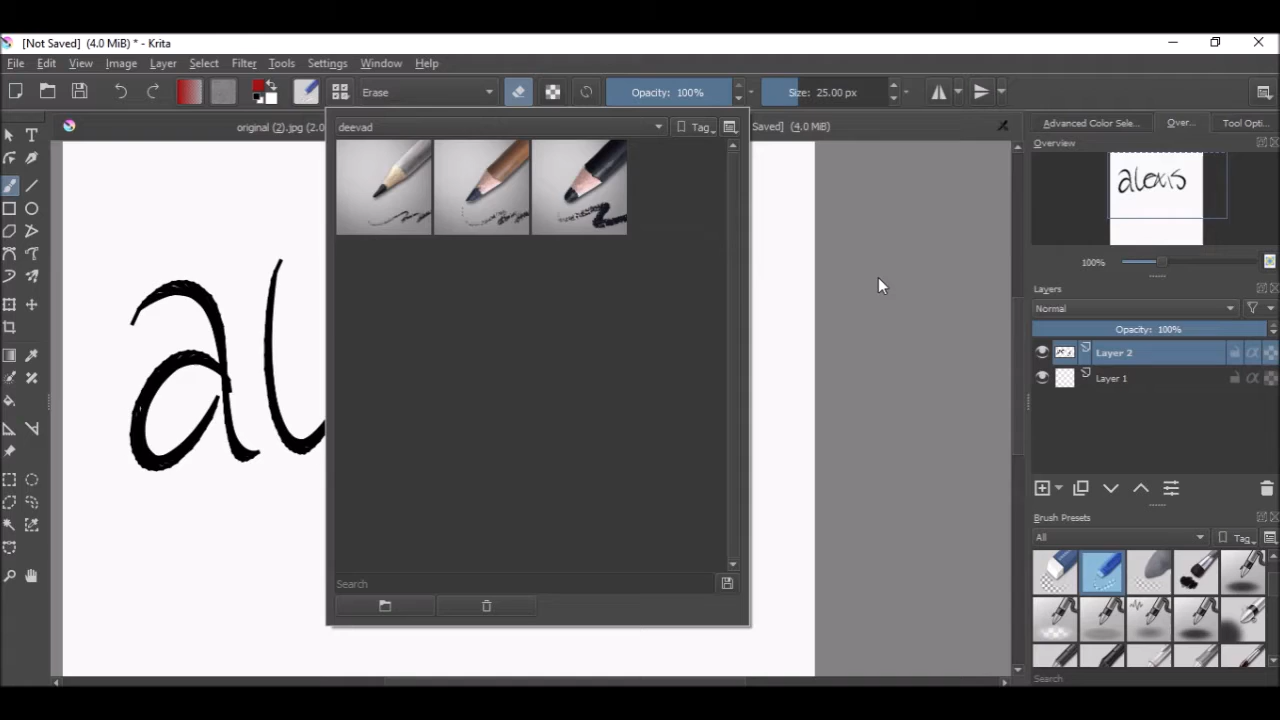 [Not Saved] (4.0 MiB) * - Krita
File Edit View Image Layer Select Filter Tools Settings Window Help
Erase Opacity: 100% Size: 25.00 px
original (2).jpg (2.0 deevad Tag Saved] (4.0 MiB) Advanced Color Sele... Over... Tool Opti...
Overview
alexis
100%
Layers
Normal
Opacity: 100%
Layer 2
Layer 1
al
Brush Presets
All Tag
Search
Search